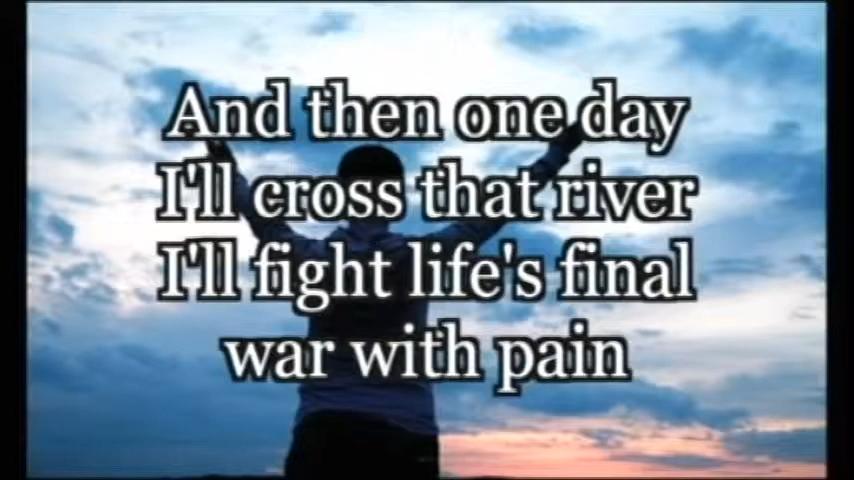 And then one day
I'll cross that river
I'll fight life's final
war with pain